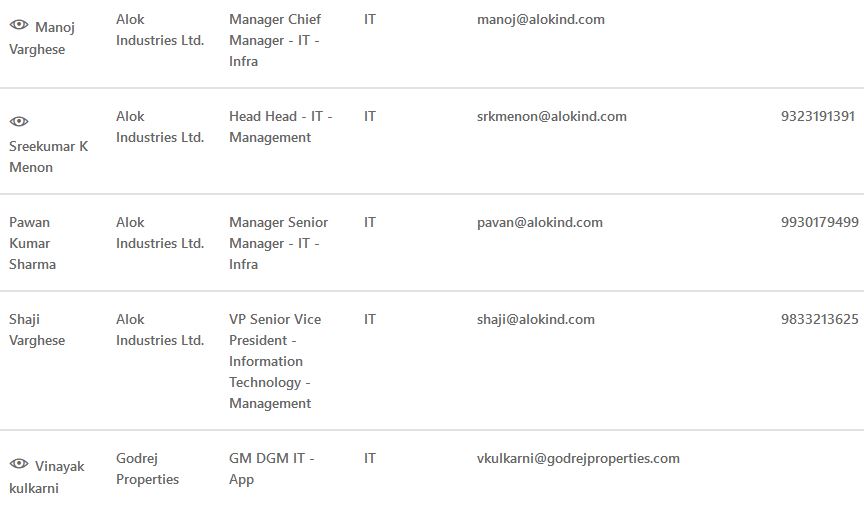 Manoj Varghese	Alok Industries Ltd.	Manager Chief Manager - IT - Infra	IT	manoj@alokind.com
Sreekumar K Menon	Alok Industries Ltd.	Head Head - IT - Management	IT	srkmenon@alokind.com	9323191391
Pawan Kumar Sharma	Alok Industries Ltd.	Manager Senior Manager - IT - Infra	IT	pavan@alokind.com	9930179499
Shaji Varghese	Alok Industries Ltd.	VP Senior Vice President - Information Technology - Management	IT	shaji@alokind.com	9833213625
Vinayak kulkarni	Godrej Properties	GM DGM IT - App	IT	vkulkarni@godrejproperties.com